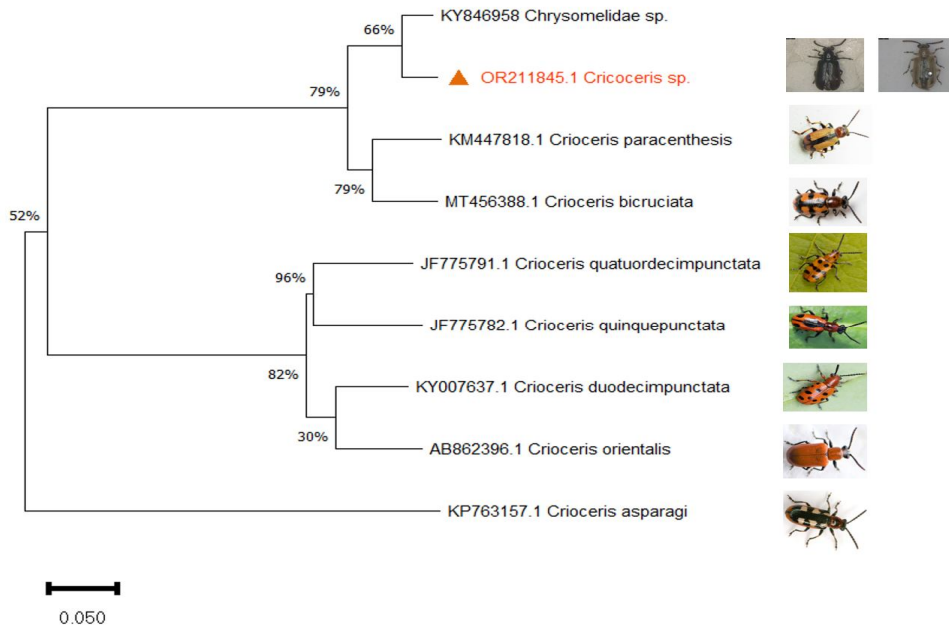 KY846958 Chrysomelidae sp.
66%
OR211845.1 Cricoceris sp.
79%
KM447818.1 Crioceris paracenthesis
79%
MT456388.1 Crioceris bicruciata
52%
JF775791.1 Crioceris quatuordecimpunctata
96%
JF775782.1 Crioceris quinquepunctata
82%
KY007637.1 Crioceris duodecimpunctata
30%
AB862396.1 Crioceris orientalis
KP763157.1 Crioceris asparagi
0.050